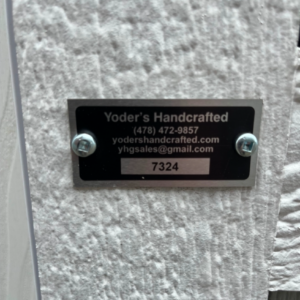 Yoder's Handcrafted
(478) 472-9857
yodershandcrafted.com
yhgsales@gmail.com
7324